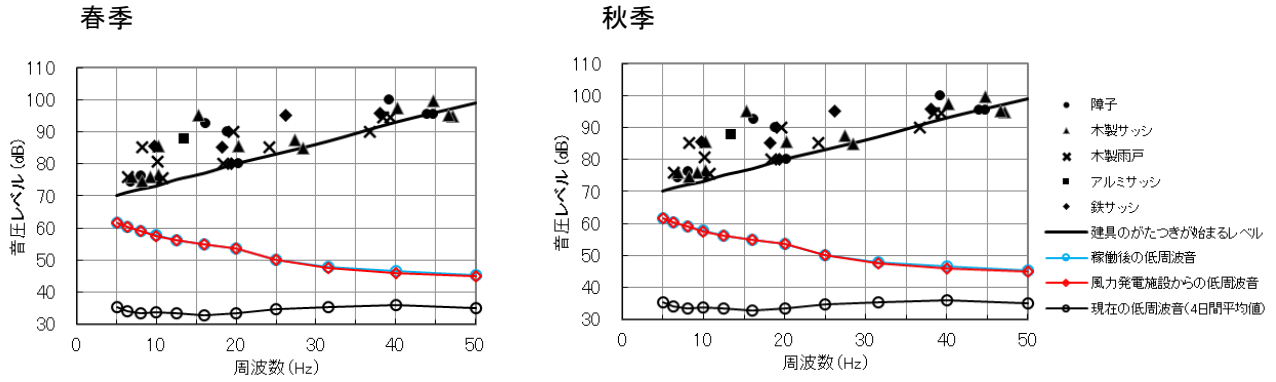 春季
音圧レベル (dB)
110
100
90
80
70
60
50
40
30
0 10 20 30 40 50
周波数 (Hz)
秋季
音圧レベル (dB)
110
100
90
80
70
60
50
40
30
0 10 20 30 40 50
周波数 (Hz)
障子
木製サッシ
木製雨戸
アルミサッシ
鉄サッシ
建具のがたつきが始まるレベル
稼働後の低周波音
風力発電施設からの低周波音
現在の低周波音(4日間平均値)